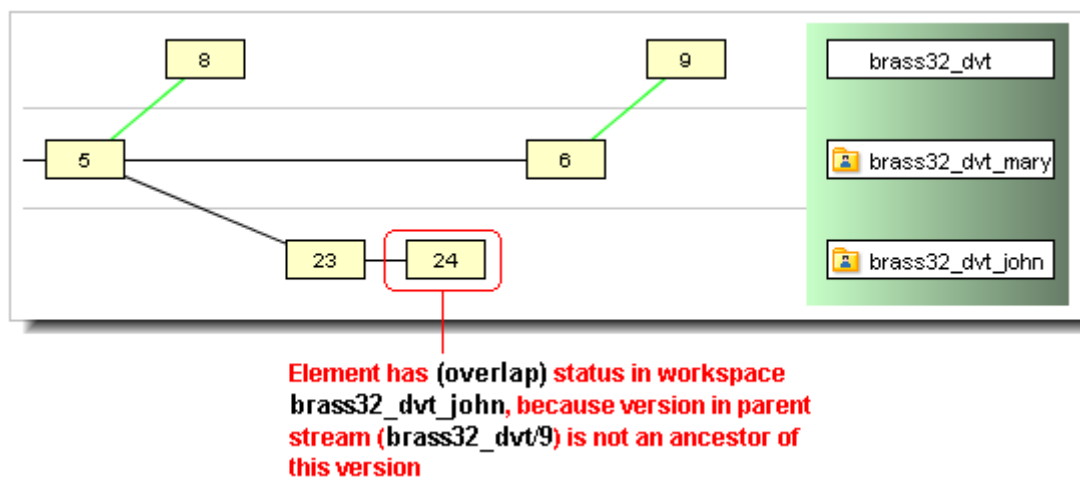 8 9 brass32_dvt
5 6 brass32_dvt_mary
23 24 brass32_dvt_john
Element has (overlap) status in workspace
brass32_dvt_john, because version in parent
stream (brass32_dvt/9) is not an ancestor of
this version